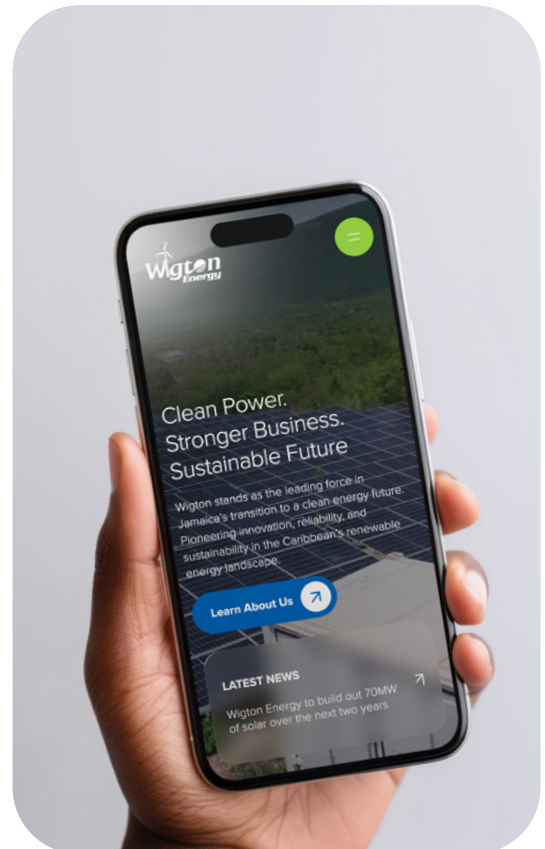 Wigton
Energy
Clean Power.
Stronger Business.
Sustainable Future
Wigton stands as the leading force in
Jamaica's transition to a clean energy future.
Pioneering innovation, reliability, and
sustainability in the Caribbean's renewable
energy landscape.
Learn About Us
LATEST NEWS
Wigton Energy to build out 70MW
of solar over the next two years